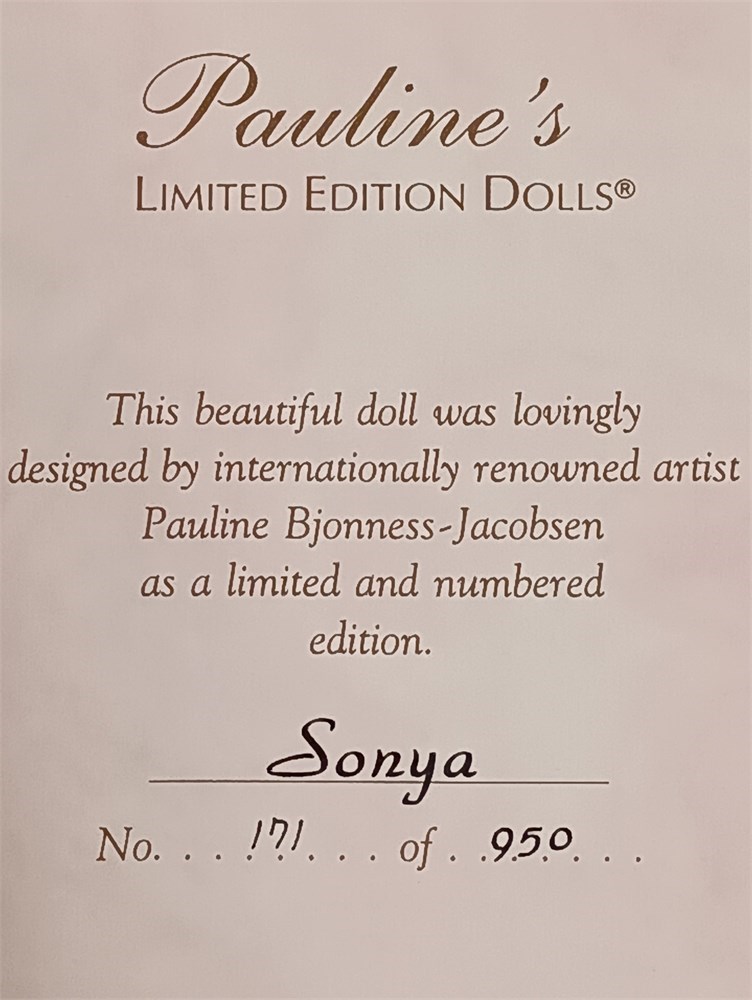 Pauline's
LIMITED EDITION DOLLS®
This beautiful doll was lovingly
designed by internationally renowned artist
Pauline Bjonness-Jacobsen
as a limited and numbered
edition.
Sonya
No. . . . 171. . . . of . . 950. . . .